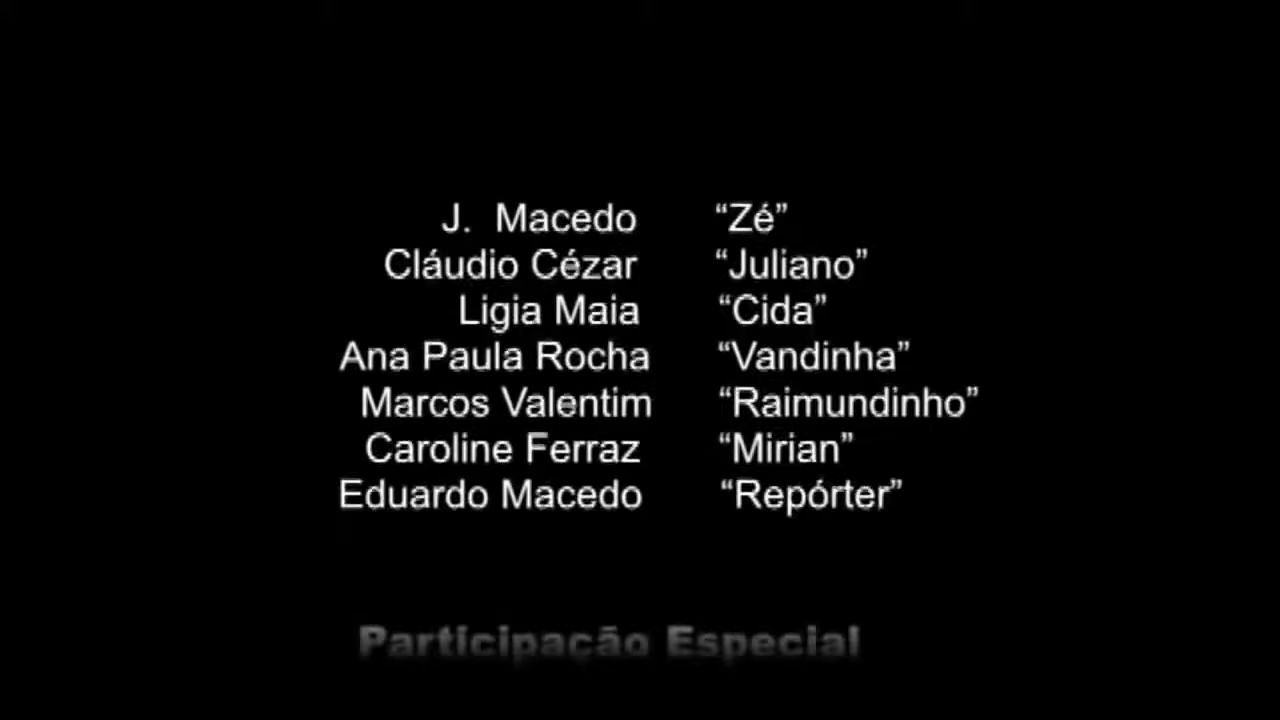 J. Macedo “Zé”
Cláudio Cézar “Juliano”
Ligia Maia “Cida”
Ana Paula Rocha “Vandinha”
Marcos Valentim “Raimundinho”
Caroline Ferraz “Mirian”
Eduardo Macedo “Repórter”
Participação Especial